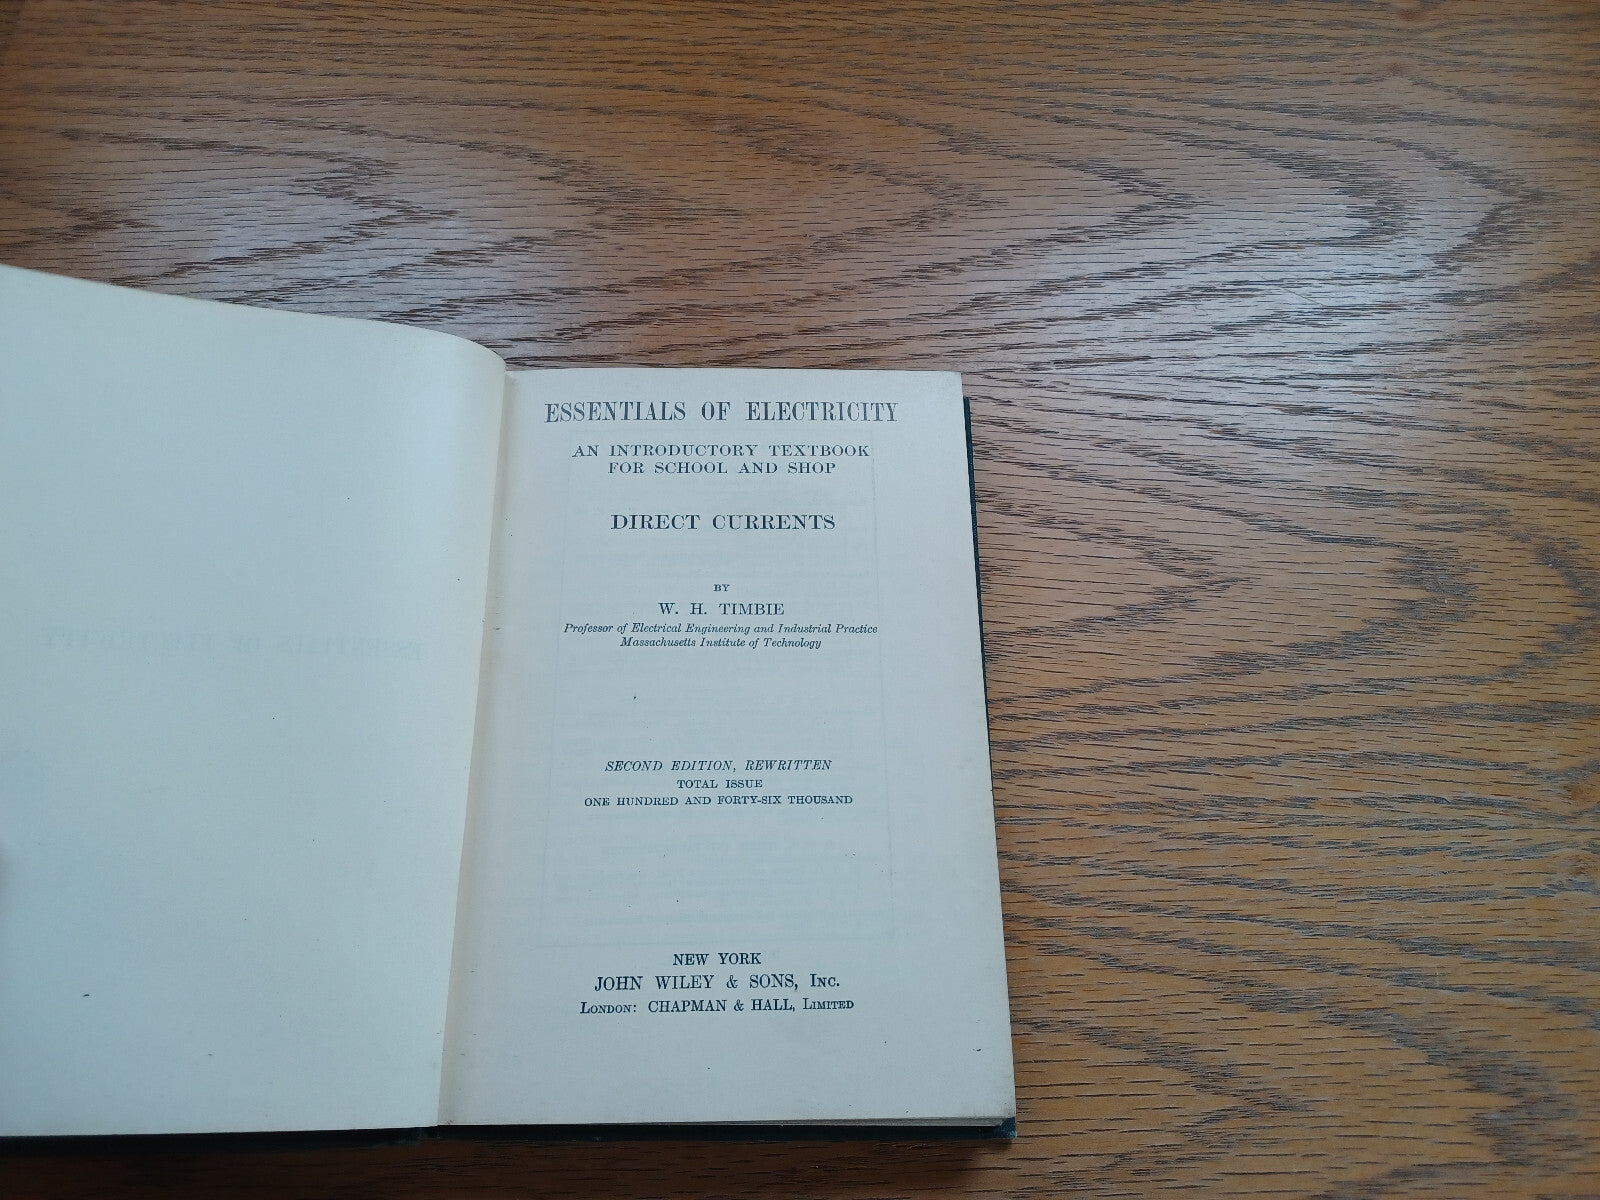 ESSENTIALS OF ELECTRICITY
AN INTRODUCTORY TEXTBOOK
FOR SCHOOL AND SHOP
DIRECT CURRENTS
BY
W. H. TIMBIE
Professor of Electrical Engineering and Industrial Practice
Massachusetts Institute of Technology
SECOND EDITION, REWRITTEN
TOTAL ISSUE
ONE HUNDRED AND FORTY-SIX THOUSAND
NEW YORK
JOHN WILEY & SONS, INC.
LONDON: CHAPMAN & HALL, LIMITED